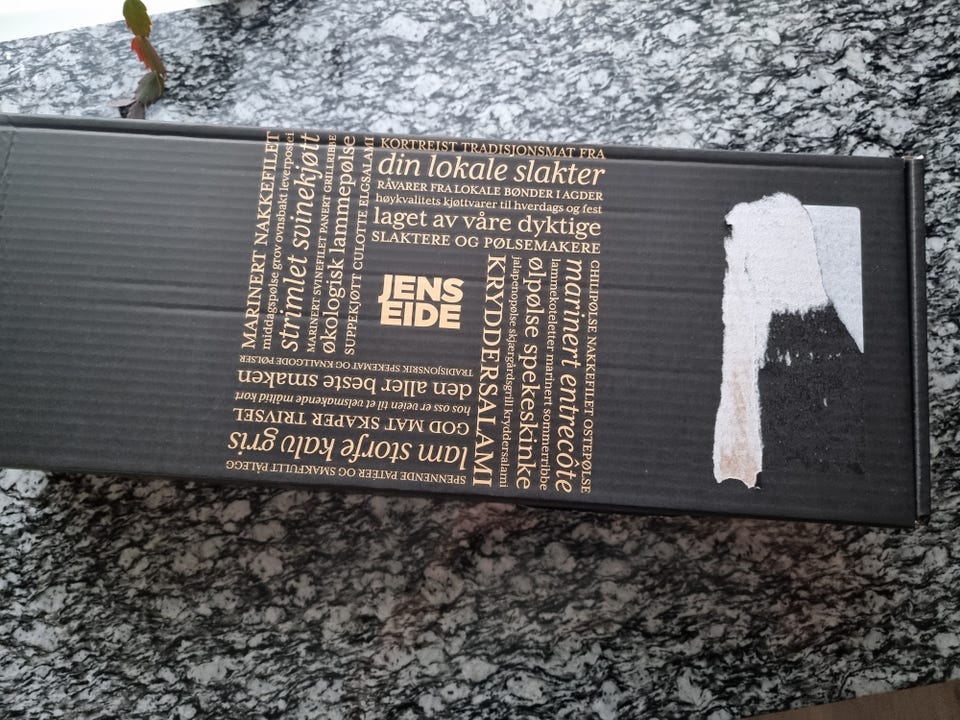 KORTREIST TRADISJONSMAT FRA
din lokale slakter
RÅVARER FRA LOKALE BØNDER I AGDER
høykvalitets kjøttvarer til hverdags og fest
laget av våre dyktige
SLAKTERE OG PØLSEMAKERE
CHILIPØLSE NAKKEFILET OSTEPØLSE
marinert entrecôte
lammekoteletter marinert sommerribbe
ølpølse spekeskinke
jalapenopølse skjærgårdsgrill kryddersalami
KRYDDERSALAMI
SPENNENDE PATÉER OG SMAKFULLT PÅLEGG
lam storfe kalv gris
GOD MAT SKAPER TRIVSEL
hos oss er veien til et velsmakende måltid kort
den aller beste smaken
TRADISJONSRIK SPEKEMAT OG KNALLGODE PØLSER
MARINERT NAKKEFILET
middagspølse grov ovnsbakt leverpostei
strimlet svinekjøtt
MARINERT SVINEFILET PANERT GRILLRIBBE
økologisk lammepølse
SUPPEKJØTT CULOTTE ELGSALAMI
JENS
EIDE